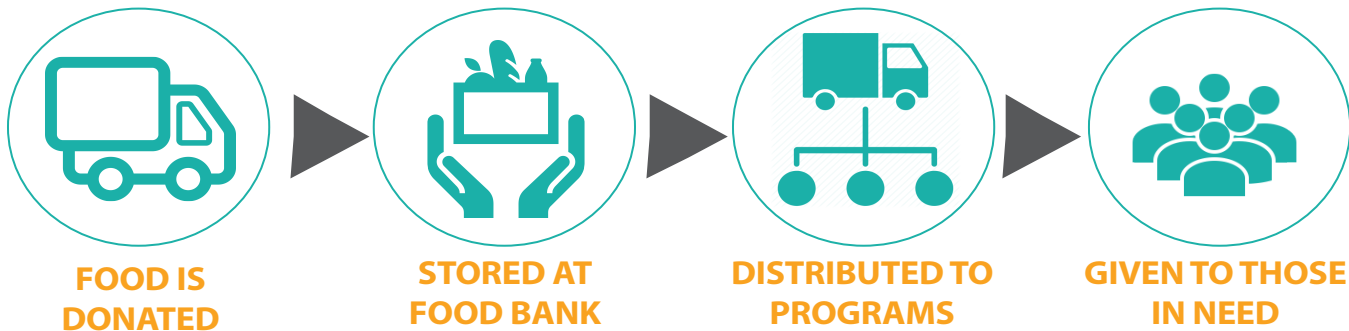 FOOD IS
DONATED
STORED AT
FOOD BANK
DISTRIBUTED TO
PROGRAMS
GIVEN TO THOSE
IN NEED